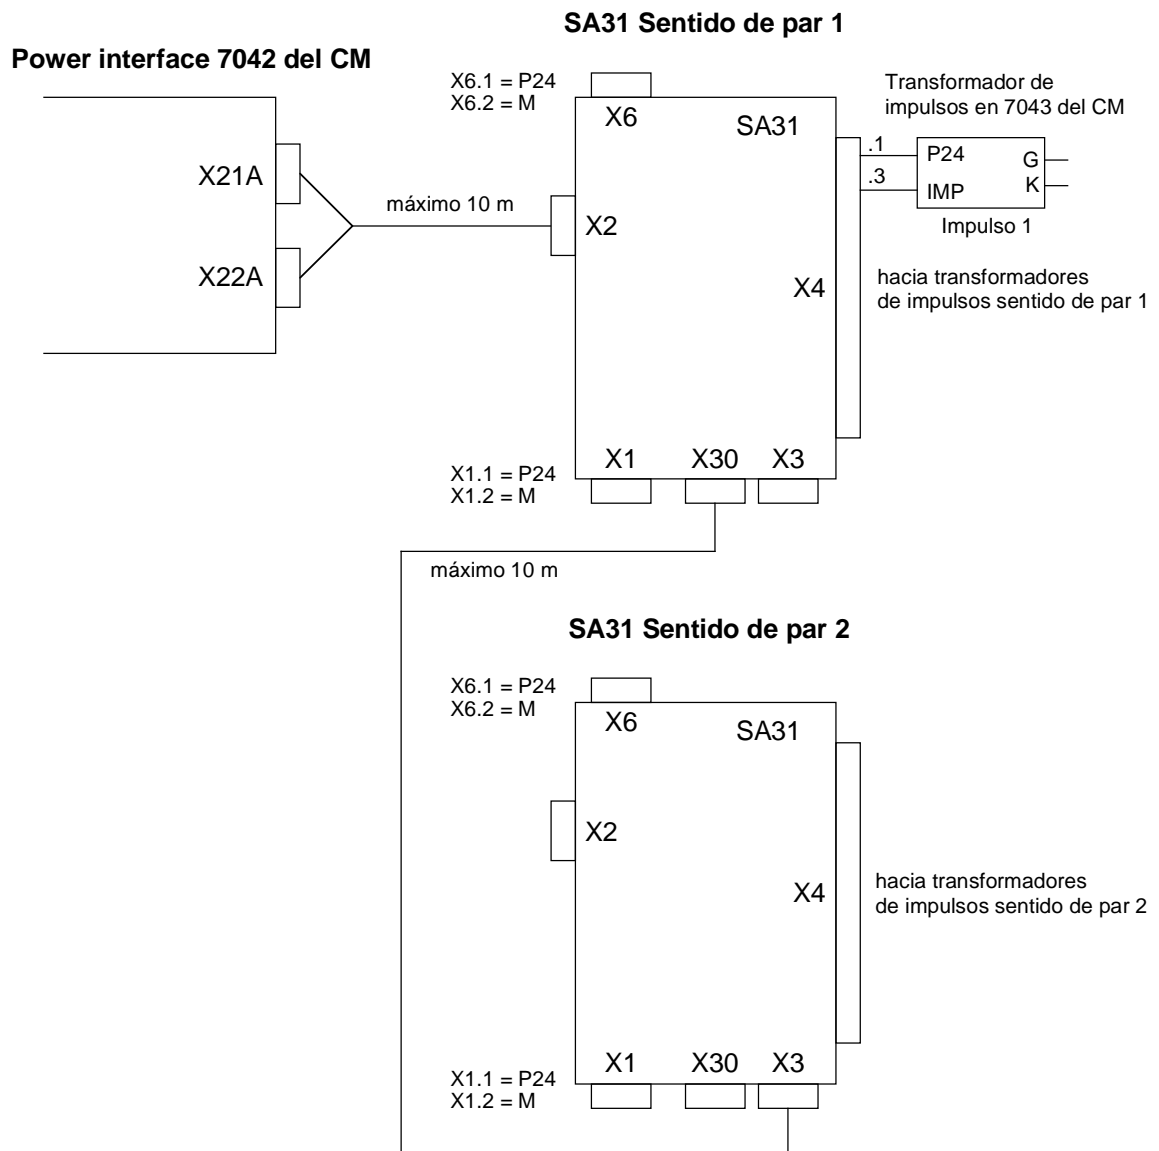 SA31 Sentido de par 1
Power interface 7042 del CM
X6.1 = P24
X6.2 = M
X6
SA31
Transformador de
impulsos en 7043 del CM
.1
P24
G
.3
IMP
K
Impulso 1
X21A
máximo 10 m
X2
X22A
X4
hacia transformadores
de impulsos sentido de par 1
X1.1 = P24
X1.2 = M
X1
X30
X3
máximo 10 m
SA31 Sentido de par 2
X6.1 = P24
X6.2 = M
X6
SA31
X2
X4
hacia transformadores
de impulsos sentido de par 2
X1.1 = P24
X1.2 = M
X1
X30
X3